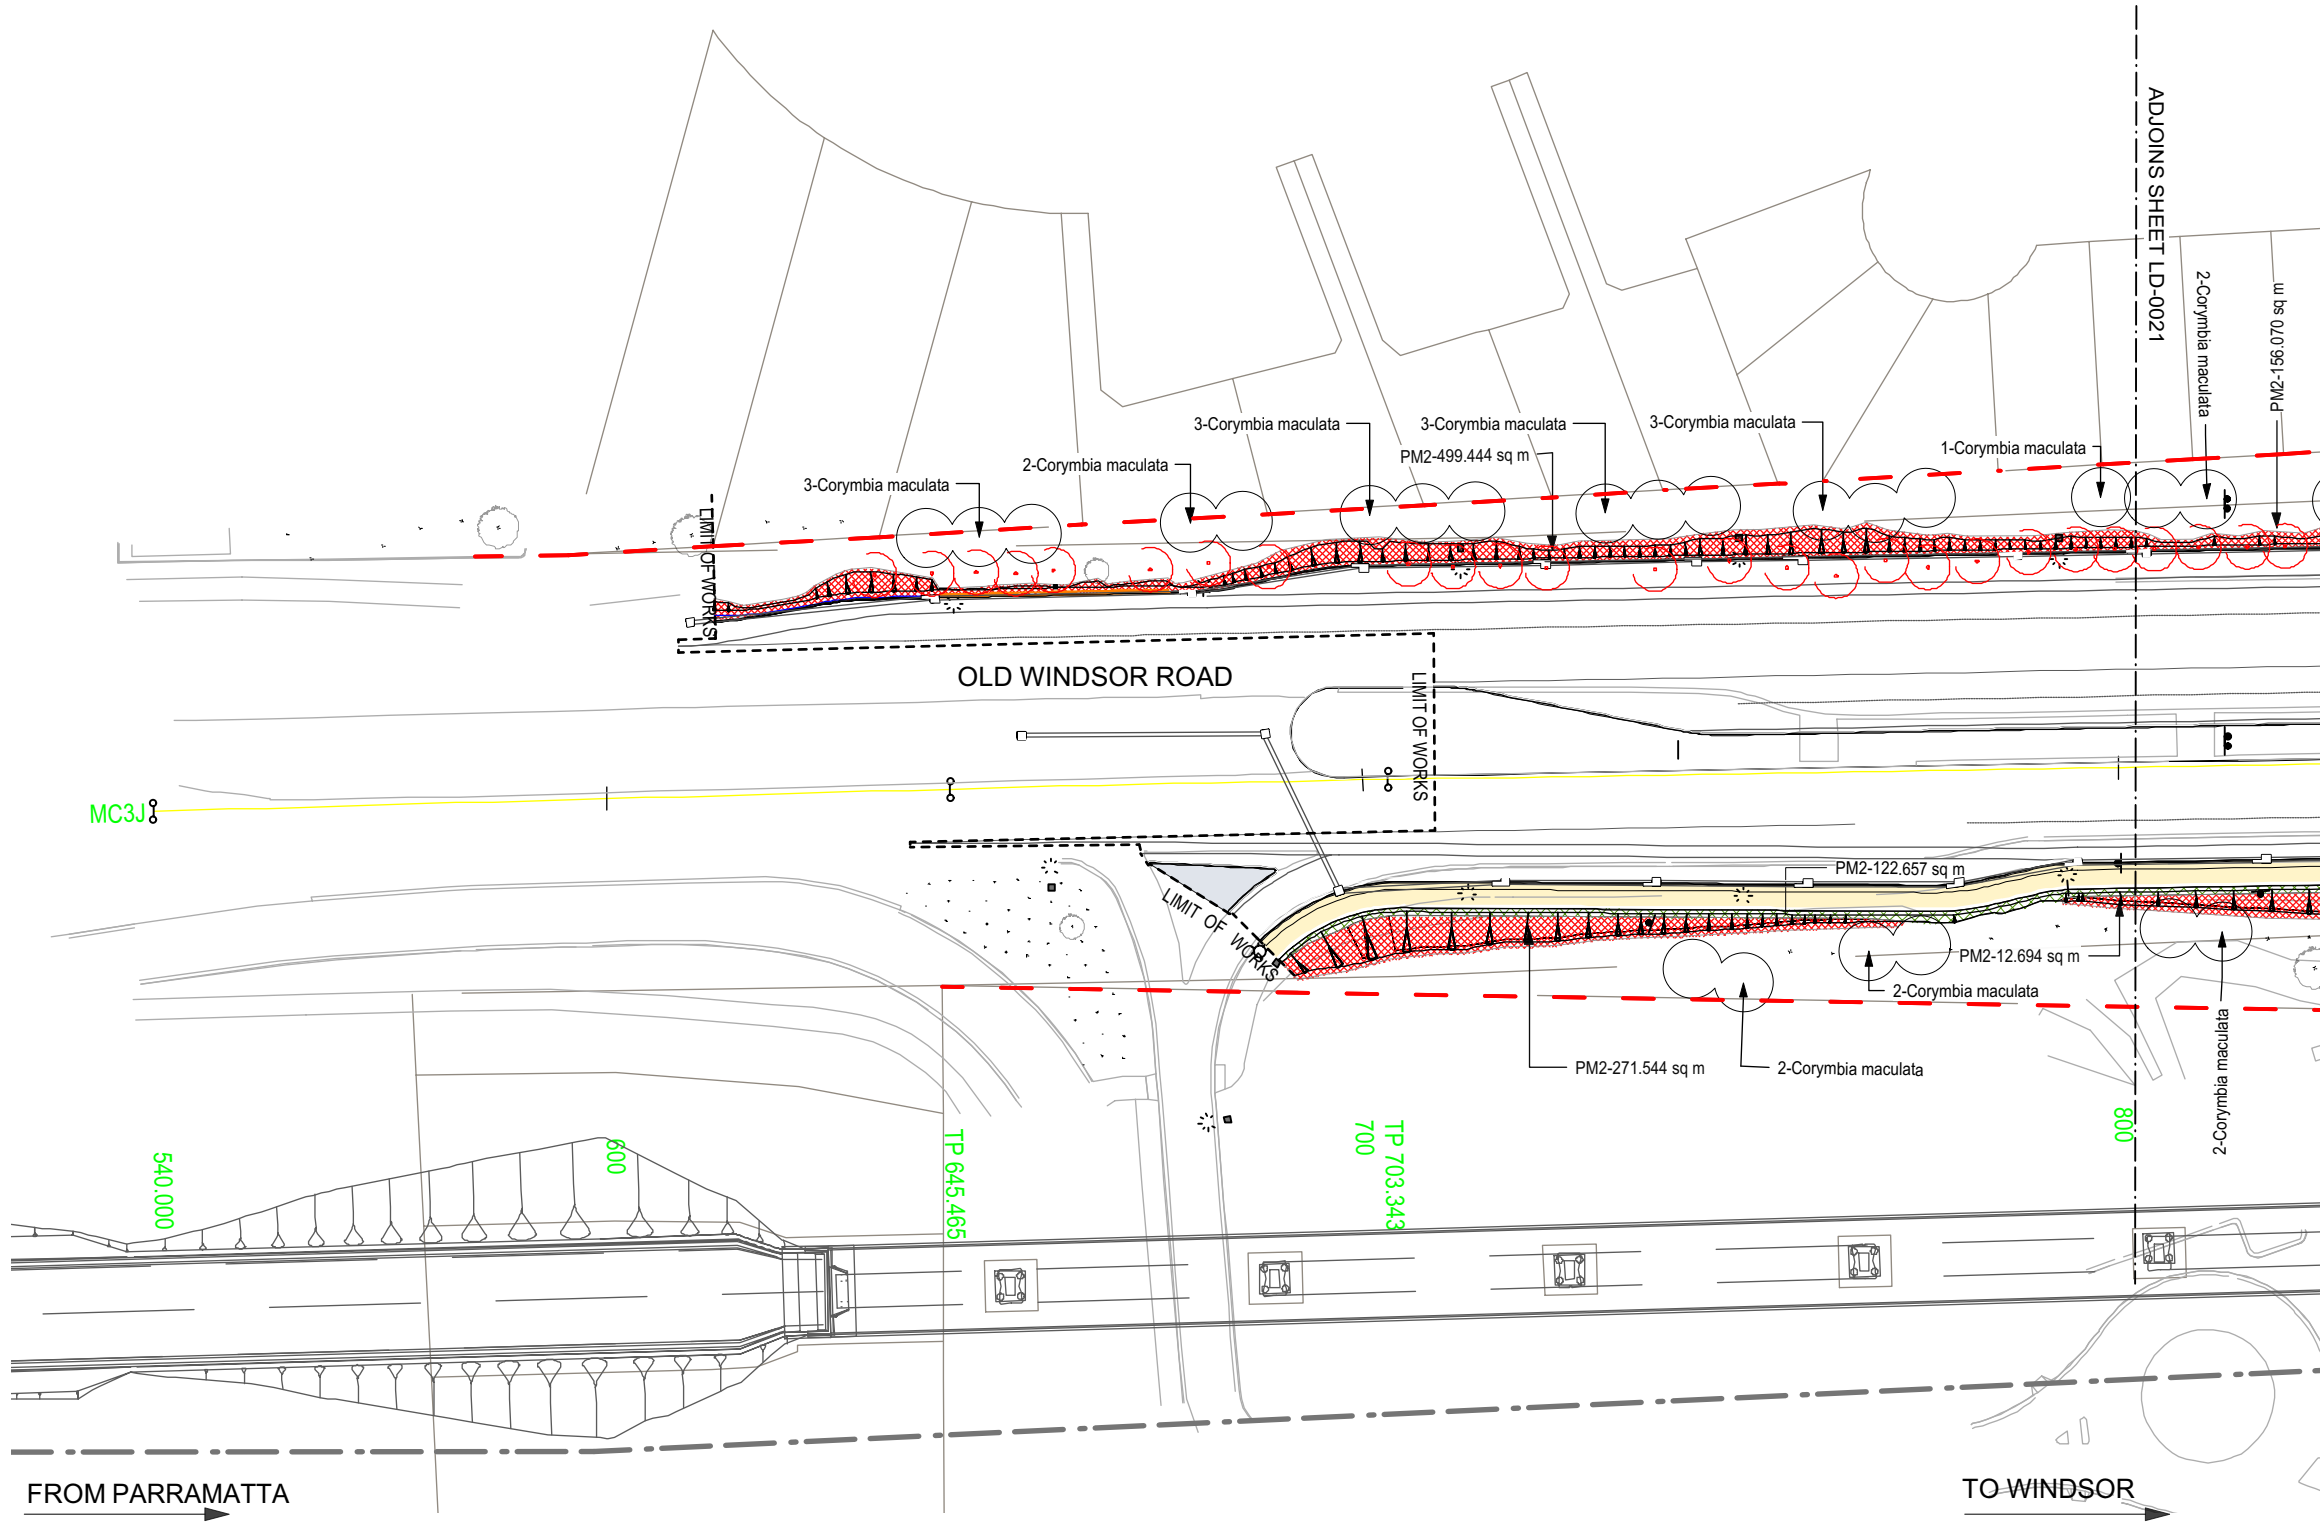 ADJOINS SHEET LD-0021
2-Corymbia maculata
PM2-156.070 sq m
3-Corymbia maculata
3-Corymbia maculata
3-Corymbia maculata
PM2-499.444 sq m
1-Corymbia maculata
2-Corymbia maculata
3-Corymbia maculata
LIMIT OF WORKS
OLD WINDSOR ROAD
LIMIT OF WORKS
MC3J
PM2-122.657 sq m
LIMIT OF WORKS
PM2-12.694 sq m
2-Corymbia maculata
PM2-271.544 sq m
2-Corymbia maculata
2-Corymbia maculata
540.000
600
TP 645.465
700
TP 703.343
800
FROM PARRAMATTA
TO WINDSOR